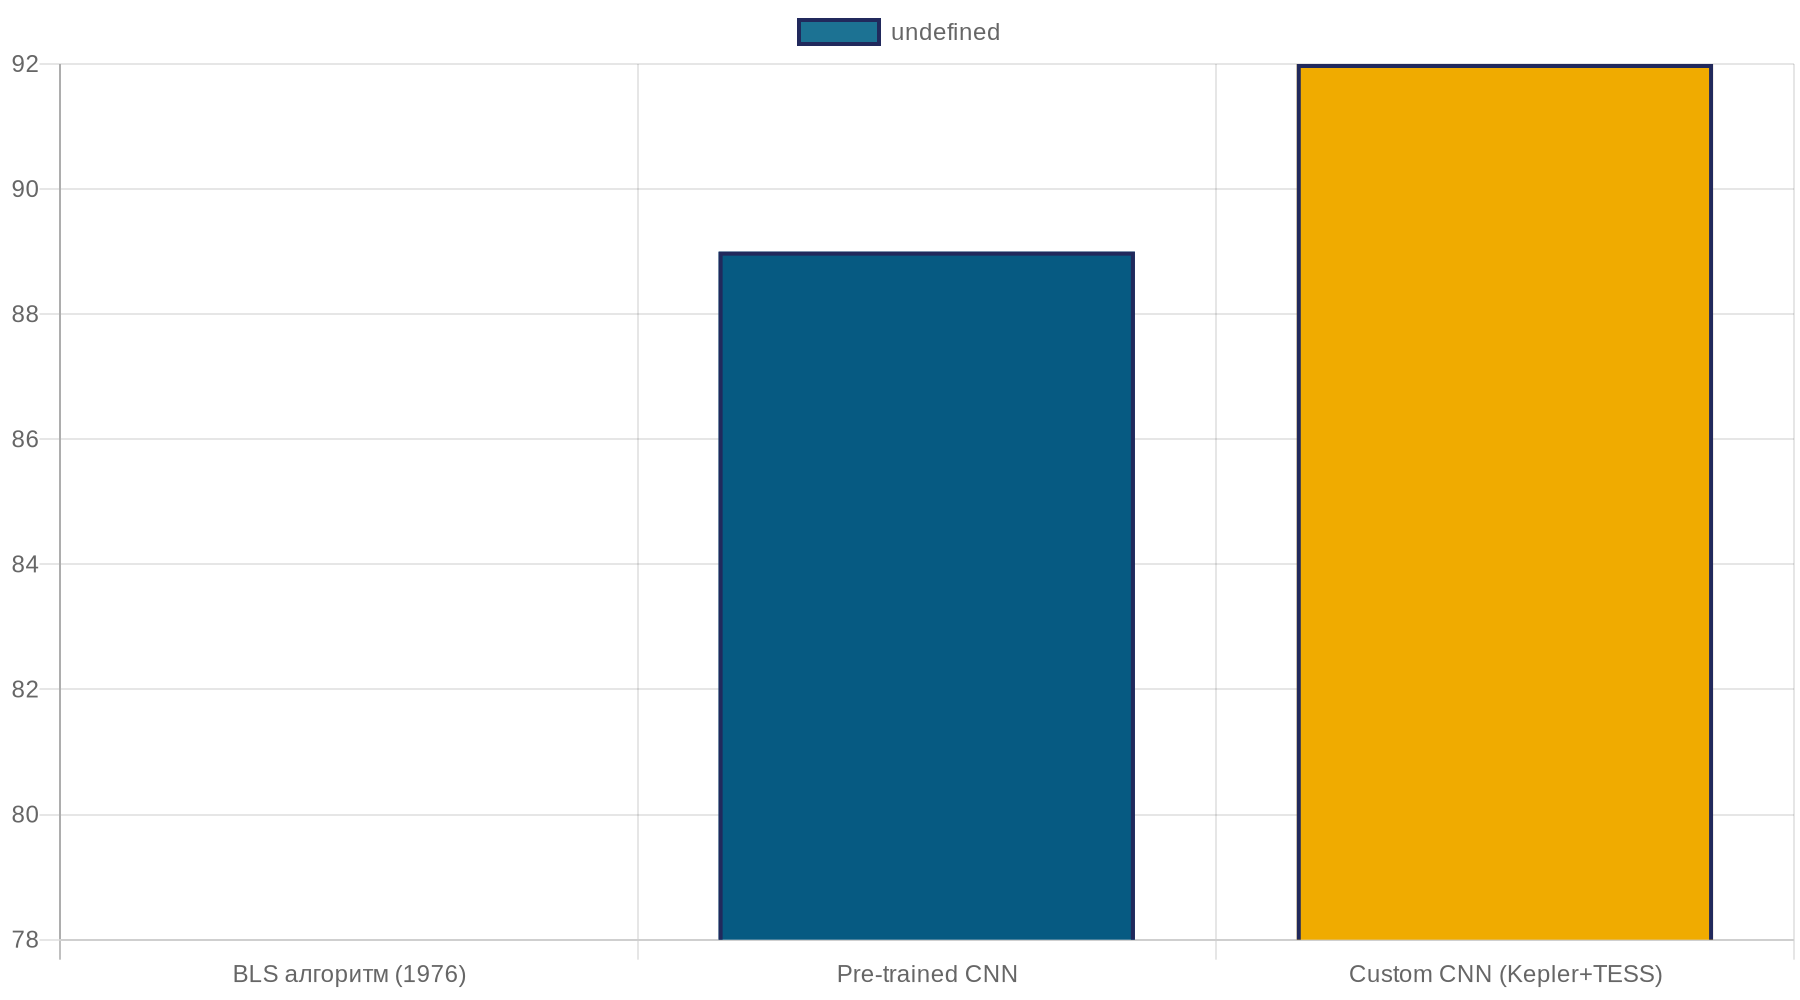 undefined
92
90
88
86
84
82
80
78
BLS алгоритм (1976)
Pre-trained CNN
Custom CNN (Kepler+TESS)